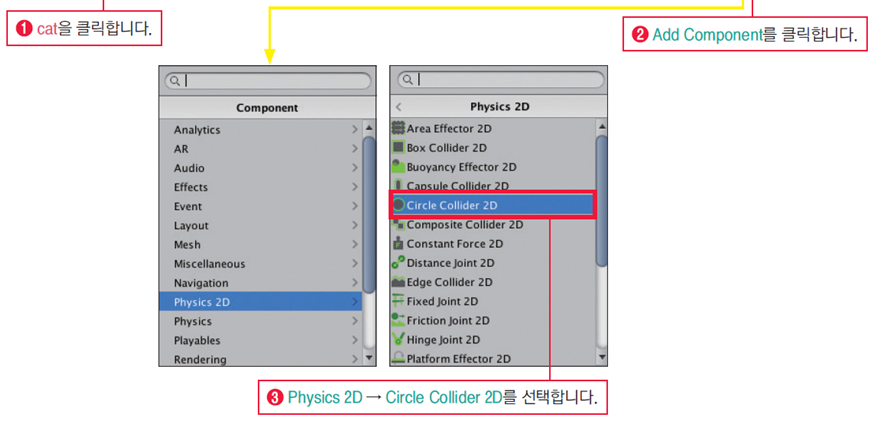 ❶ cat을 클릭합니다.
❷ Add Component를 클릭합니다.
Component
Analytics
AR
Audio
Effects
Event
Layout
Mesh
Miscellaneous
Navigation
Physics 2D
Physics
Playables
Rendering
Physics 2D
Area Effector 2D
Box Collider 2D
Buoyancy Effector 2D
Capsule Collider 2D
Circle Collider 2D
Composite Collider 2D
Constant Force 2D
Distance Joint 2D
Edge Collider 2D
Fixed Joint 2D
Friction Joint 2D
Hinge Joint 2D
Platform Effector 2D
❸ Physics 2D → Circle Collider 2D를 선택합니다.